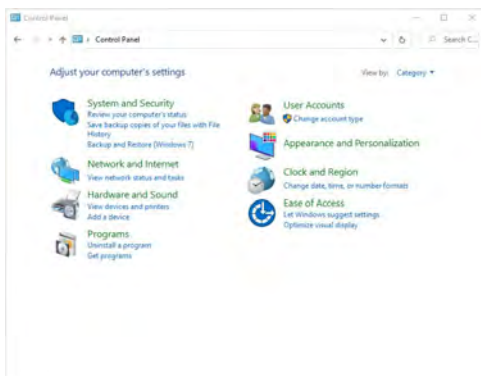 Control Panel
Control Panel
Search C...
Adjust your computer's settings
View by: Category
System and Security
Review your computer's status
Save backup copies of your files with File
History
Backup and Restore (Windows 7)
Network and Internet
View network status and tasks
Hardware and Sound
View devices and printers
Add a device
Programs
Uninstall a program
Get programs
User Accounts
Change account type
Appearance and Personalization
Clock and Region
Change date, time, or number formats
Ease of Access
Let Windows suggest settings
Optimize visual display